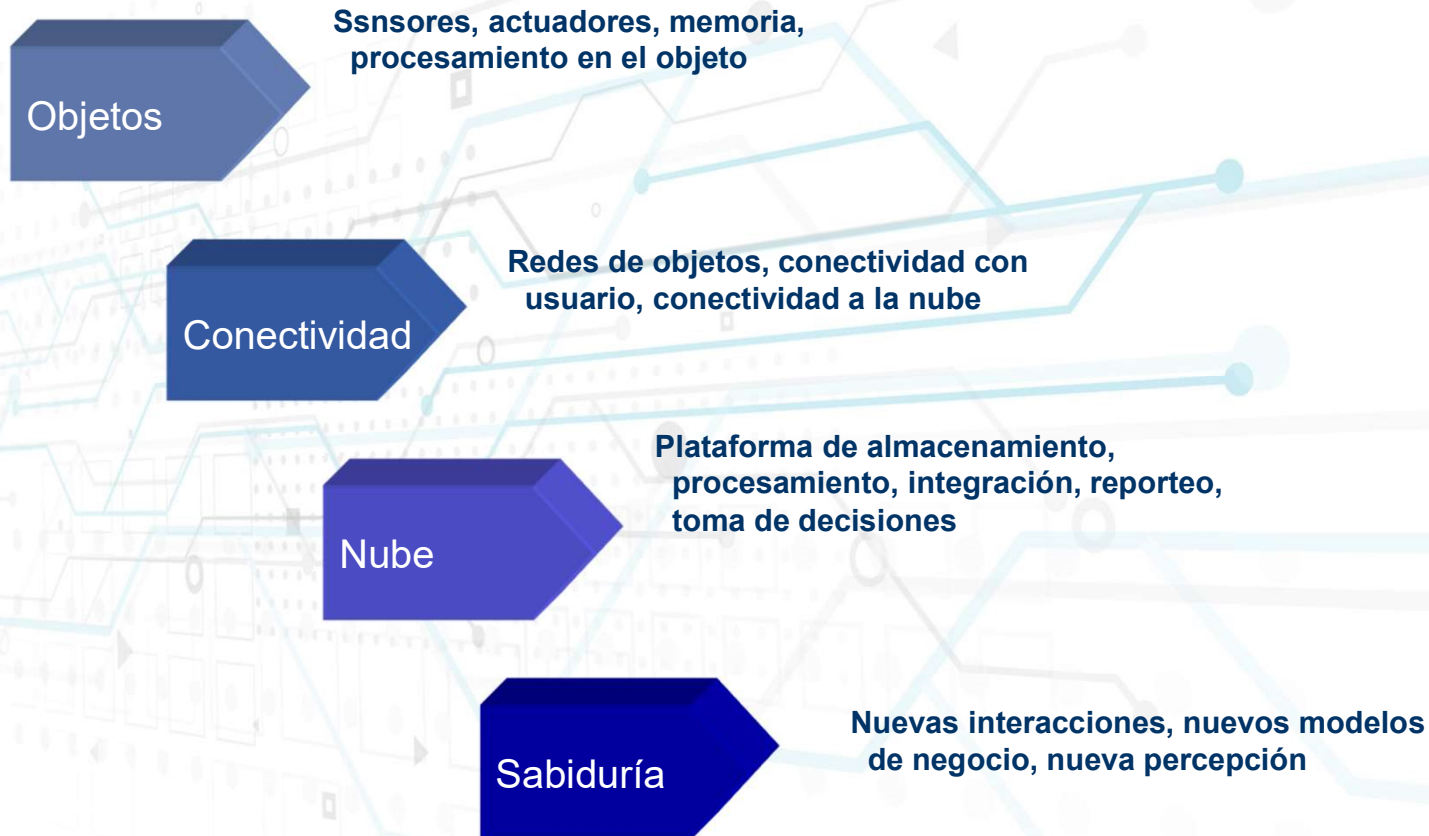 Ssnsores, actuadores, memoria,
procesamiento en el objeto
Objetos
Redes de objetos, conectividad con
usuario, conectividad a la nube
Conectividad
Plataforma de almacenamiento,
procesamiento, integración, reporteo,
toma de decisiones
Nube
Nuevas interacciones, nuevos modelos
de negocio, nueva percepción
Sabiduría